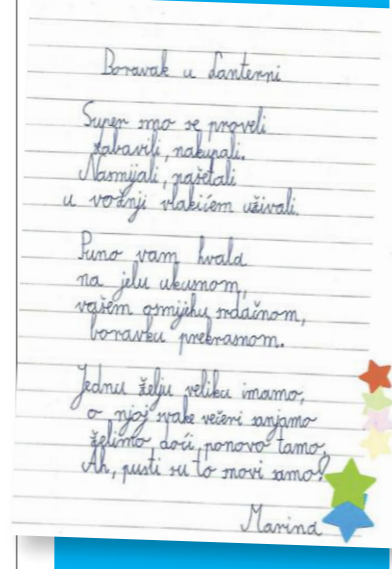 Boravak u Lanterni
Super smo se proveli
zabavili, nakupali.
Nasmijali, našetali
u vožnji vlakićem uživali.
Puno vam hvala
na jelu ukusnom,
vašem osmijehu srdačnom,
boravku prekrasnom.
Jednu želju veliku imamo,
o njoj svake večeri sanjamo
želimo doći ponovo tamo,
Ah, pusti su to snovi samo?
Marina